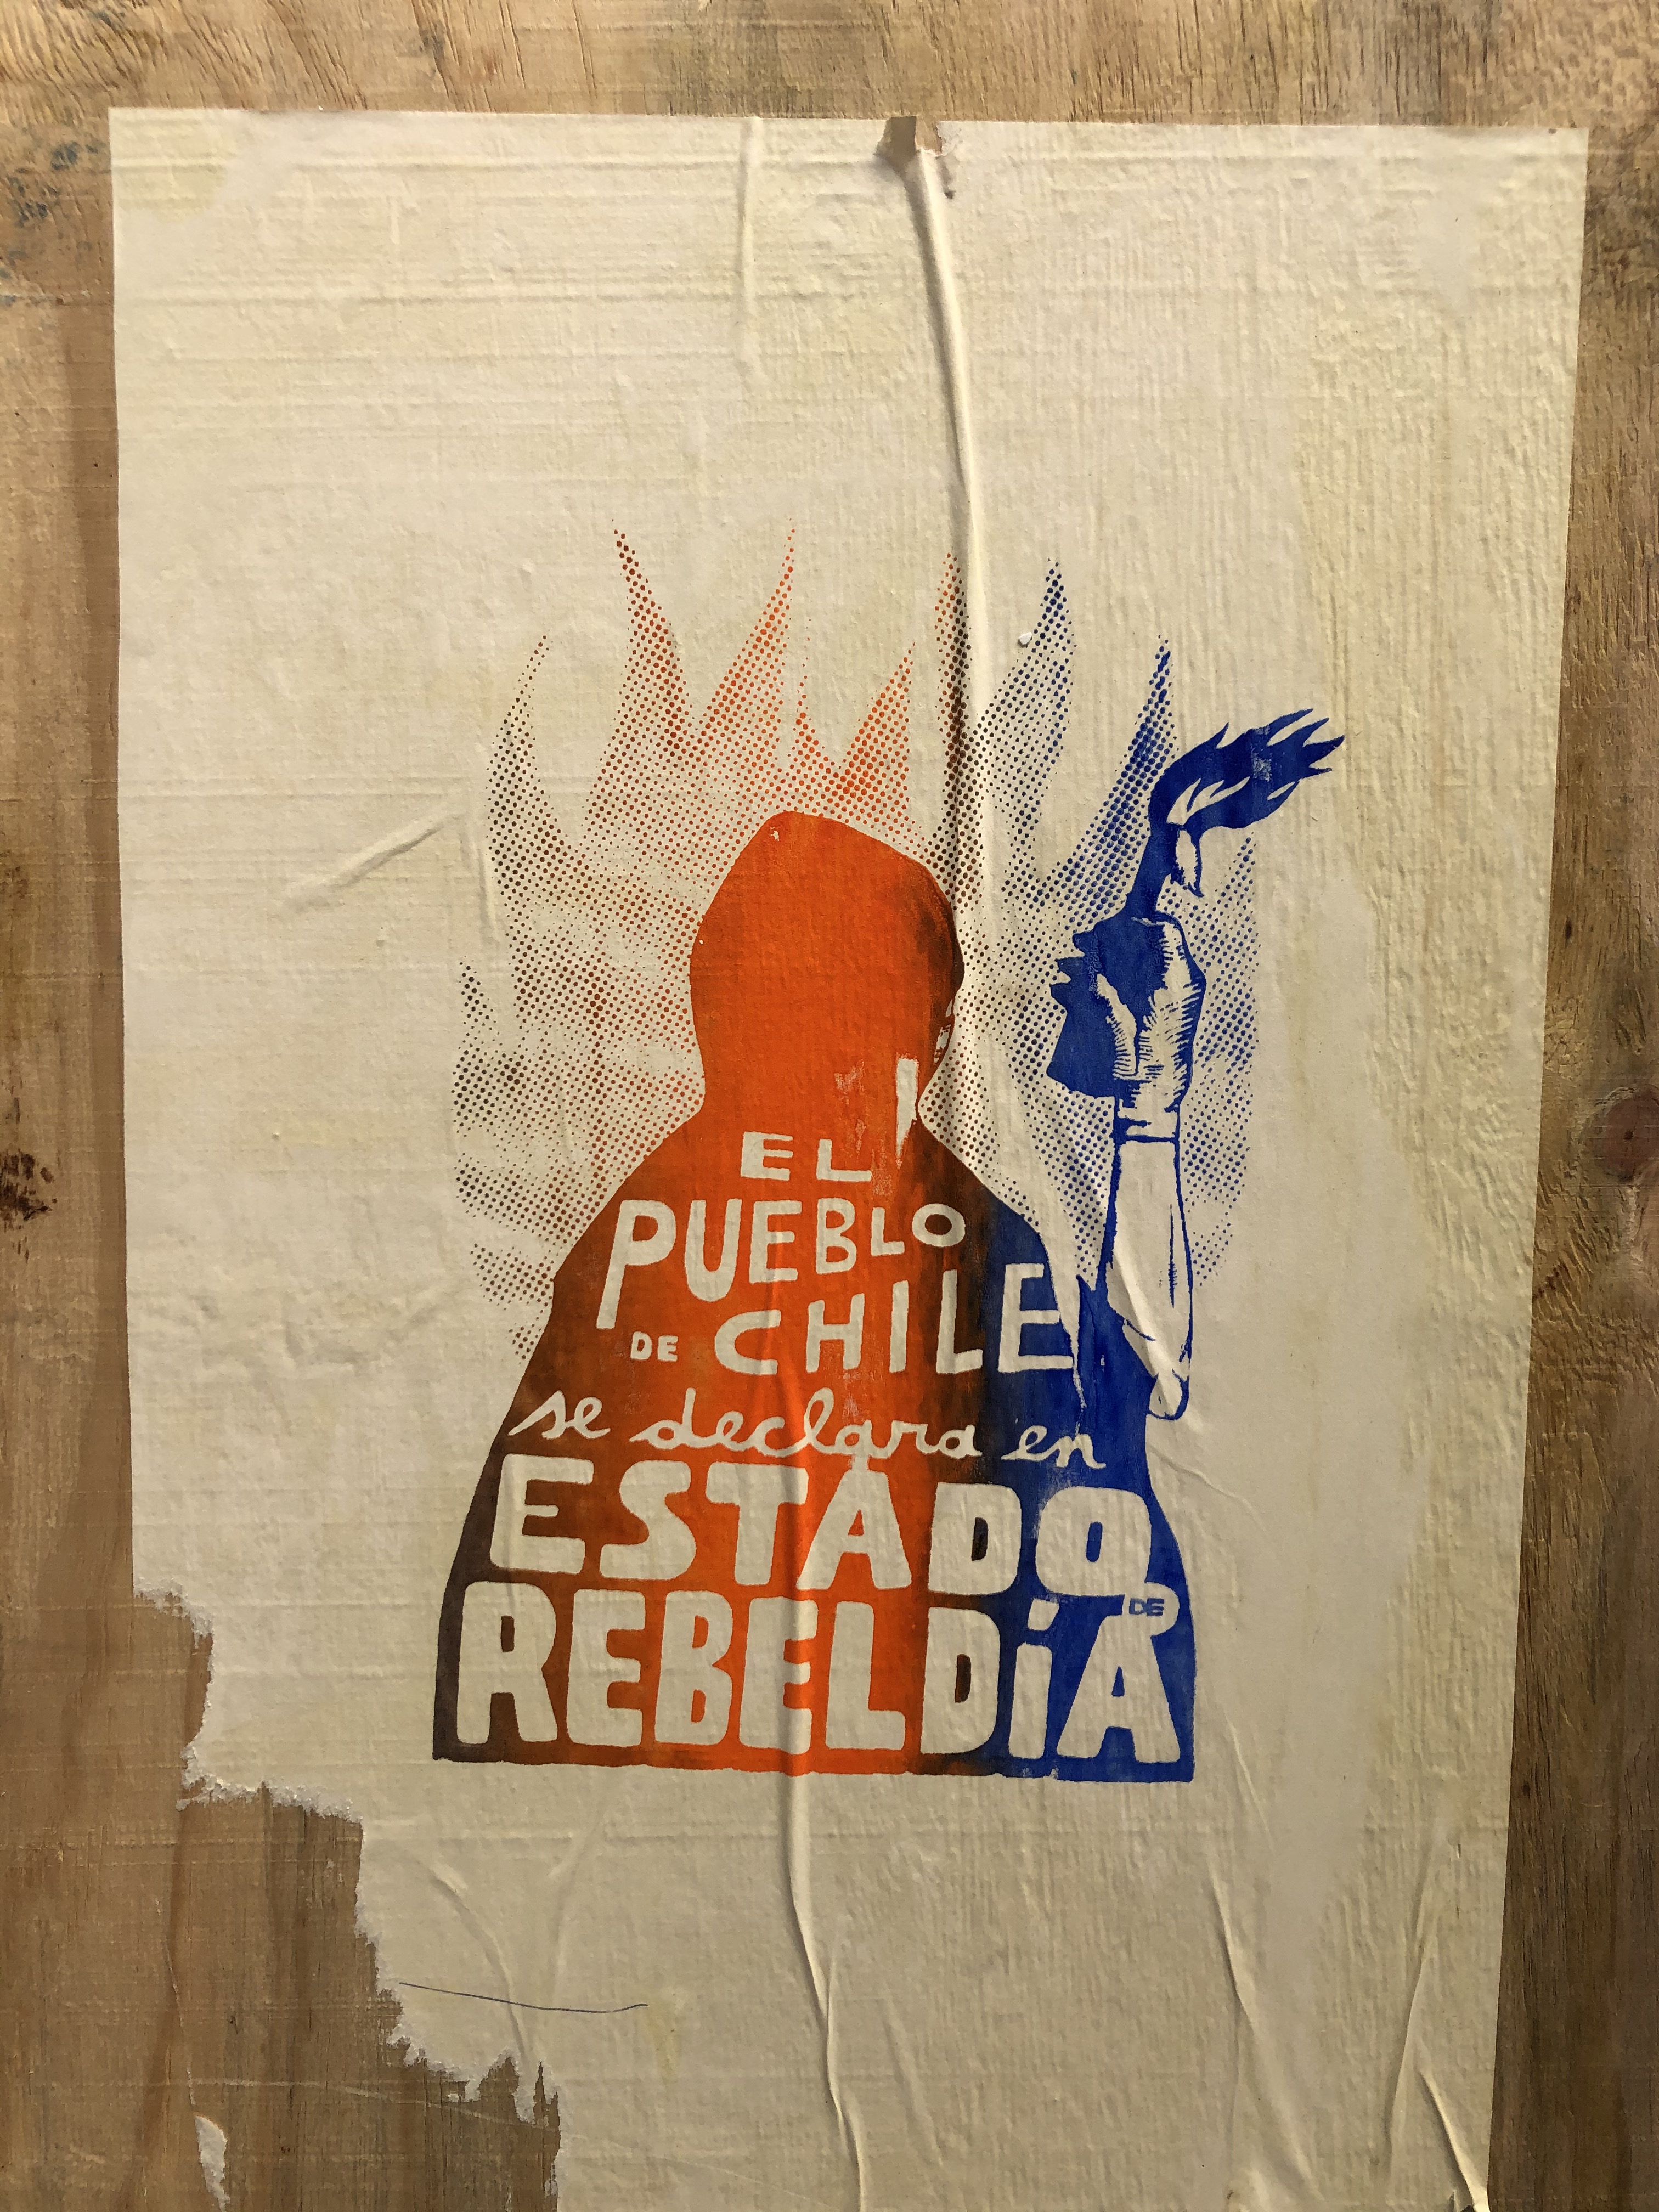 EL
PUEBLO
DE CHILE
se declara en
ESTADO
DE
REBELDÍA